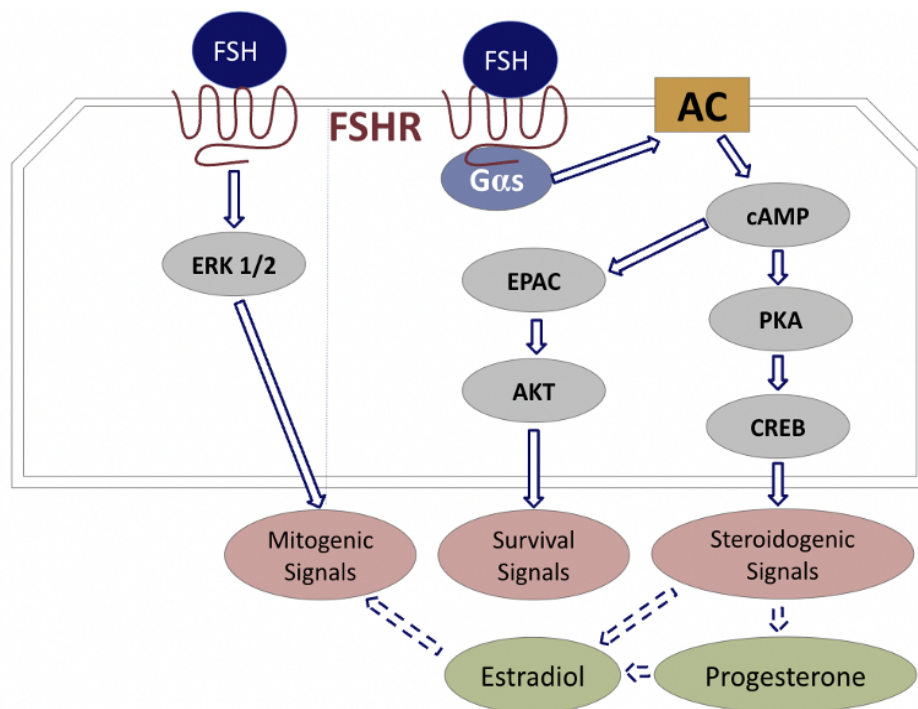 FSH
FSH
FSHR
AC
Gαs
cAMP
ERK 1/2
EPAC
PKA
AKT
CREB
Mitogenic
Signals
Survival
Signals
Steroidogenic
Signals
Estradiol
Progesterone